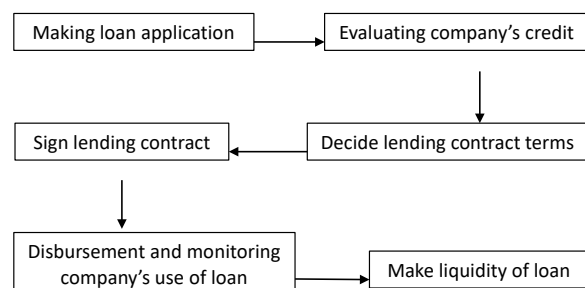 Making loan application
Evaluating company’s credit
Decide lending contract terms
Sign lending contract
Disbursement and monitoring
company’s use of loan
Make liquidity of loan